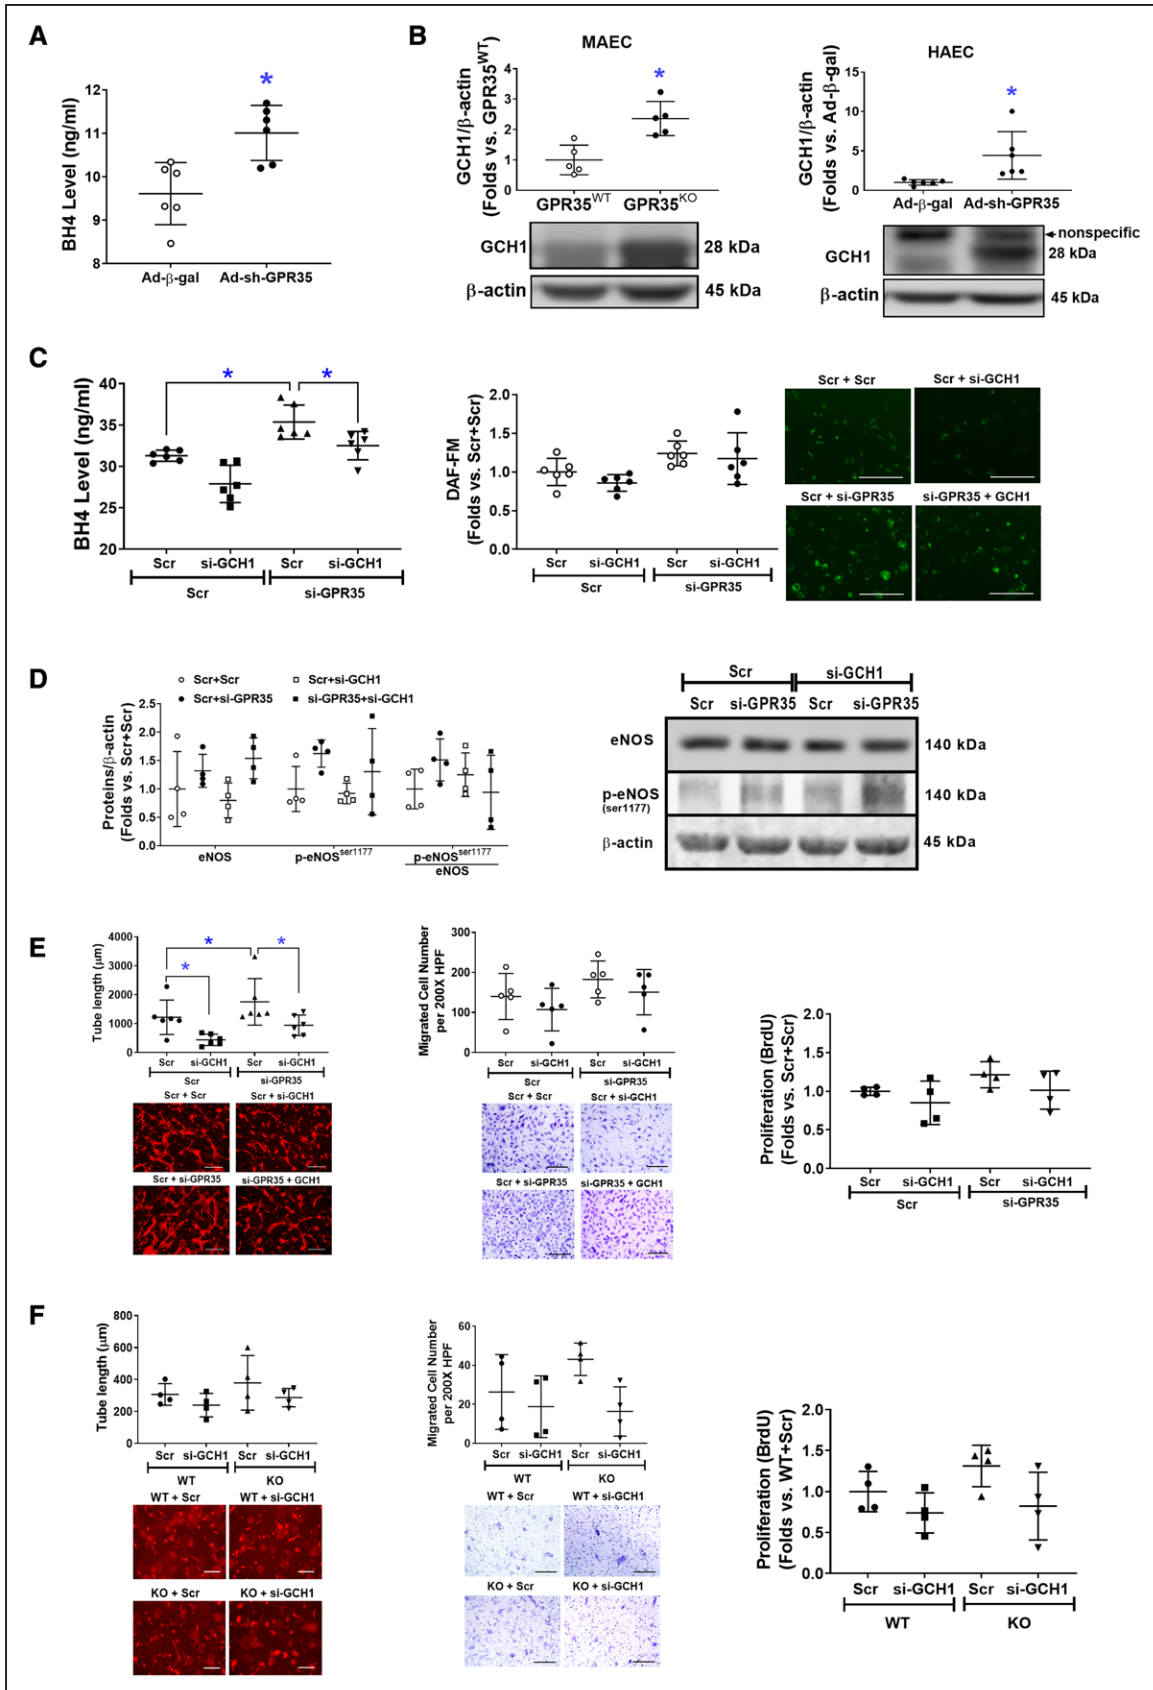 A
*
BH4 Level (ng/ml)
12
11
10
9
8
Ad-β-gal Ad-sh-GPR35
B
MAEC
GCH1/β-actin
(Folds vs. GPR35WT)
4
3
2
1
0
*
GPR35WT GPR35KO
GCH1 28 kDa
β-actin 45 kDa
HAEC
GCH1/β-actin
(Folds vs. Ad-β-gal)
15
10
5
0
*
Ad-β-gal Ad-sh-GPR35
nonspecific
GCH1 28 kDa
β-actin 45 kDa
C
BH4 Level (ng/ml)
40
35
30
25
20
* *
Scr si-GCH1 Scr si-GCH1
Scr si-GPR35
DAF-FM
(Folds vs. Scr+Scr)
2.0
1.5
1.0
0.5
0.0
Scr si-GCH1 Scr si-GCH1
Scr si-GPR35
Scr + Scr Scr + si-GCH1
Scr + si-GPR35 si-GPR35 + GCH1
D
Scr+Scr Scr+si-GCH1
Scr+si-GPR35 si-GPR35+si-GCH1
Proteins/β-actin
(Folds vs. Scr+Scr)
2.5
2.0
1.5
1.0
0.5
0.0
eNOS p-eNOSser1177 p-eNOSser1177
eNOS
Scr si-GCH1
Scr si-GPR35 Scr si-GPR35
eNOS 140 kDa
p-eNOS 140 kDa
(ser1177)
β-actin 45 kDa
E
Tube length (μm)
4000
3000
2000
1000
0
* * *
Scr si-GCH1 Scr si-GCH1
Scr si-GPR35
Scr + Scr Scr + si-GCH1
Scr + si-GPR35 si-GPR35 + GCH1
Migrated Cell Number
per 200X HPF
300
200
100
0
Scr si-GCH1 Scr si-GCH1
Scr si-GPR35
Scr + Scr Scr + si-GCH1
Scr + si-GPR35 si-GPR35 + GCH1
Proliferation (BrdU)
(Folds vs. Scr+Scr)
2.0
1.5
1.0
0.5
0.0
Scr si-GCH1 Scr si-GCH1
Scr si-GPR35
F
Tube length (μm)
800
600
400
200
0
Scr si-GCH1 Scr si-GCH1
WT KO
WT + Scr WT + si-GCH1
KO + Scr KO + si-GCH1
Migrated Cell Number
per 200X HPF
60
40
20
0
Scr si-GCH1 Scr si-GCH1
WT KO
WT + Scr WT + si-GCH1
KO + Scr KO + si-GCH1
Proliferation (BrdU)
(Folds vs. WT+Scr)
2.0
1.5
1.0
0.5
0.0
Scr si-GCH1 Scr si-GCH1
WT KO